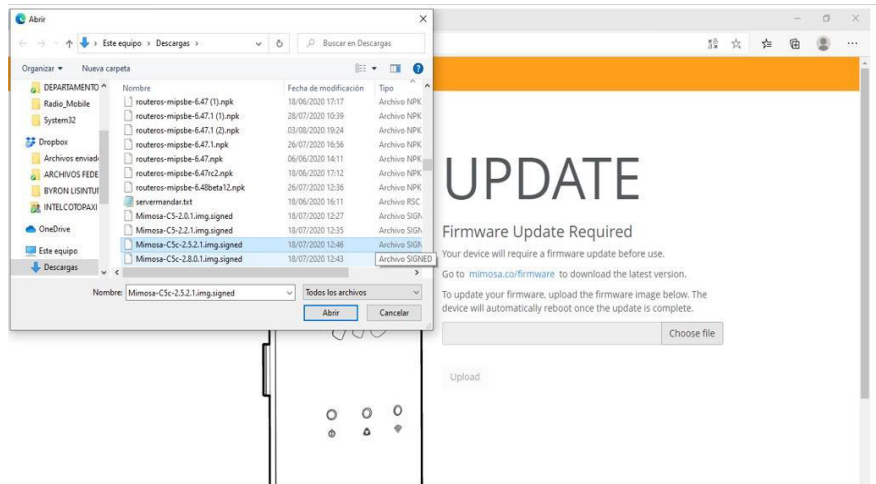 Abrir
Este equipo > Descargas >
Buscar en Descargas
Organizar
Nueva carpeta
Nombre Fecha de modificación Tipo
DEPARTAMENTO
Radio_Mobile
System32
Dropbox
Archivos enviad
ARCHIVOS FEDE
BYRON LISINTUI
INTELCOTOPAXI
OneDrive
Este equipo
Descargas
routeros-mipsbe-6.47 (1).npk 18/06/2020 17:17 Archivo NPK
routeros-mipsbe-6.47.1 (1).npk 28/07/2020 10:39 Archivo NPK
routeros-mipsbe-6.47.1 (2).npk 03/08/2020 19:24 Archivo NPK
routeros-mipsbe-6.47.1.npk 26/07/2020 16:56 Archivo NPK
routeros-mipsbe-6.47.npk 06/06/2020 14:11 Archivo NPK
routeros-mipsbe-6.47rc2.npk 18/06/2020 17:12 Archivo NPK
routeros-mipsbe-6.48beta12.npk 26/07/2020 12:36 Archivo NPK
servermandar.txt 18/06/2020 16:11 Archivo RSC
Mimosa-C5-2.0.1.img.signed 18/07/2020 12:27 Archivo SIGN
Mimosa-C5-2.2.1.img.signed 18/07/2020 12:35 Archivo SIGN
Mimosa-C5c-2.5.2.1.img.signed 18/07/2020 12:46 Archivo SIGN
Mimosa-C5c-2.8.0.1.img.signed 18/07/2020 12:43 Archivo SIGNED
Nombre: Mimosa-C5c-2.5.2.1.img.signed
Todos los archivos
Abrir
Cancelar
UPDATE
Firmware Update Required
Your device will require a firmware update before use.
Go to mimosa.co/firmware to download the latest version.
To update your firmware, upload the firmware image below. The
device will automatically reboot once the update is complete.
Choose file
Upload